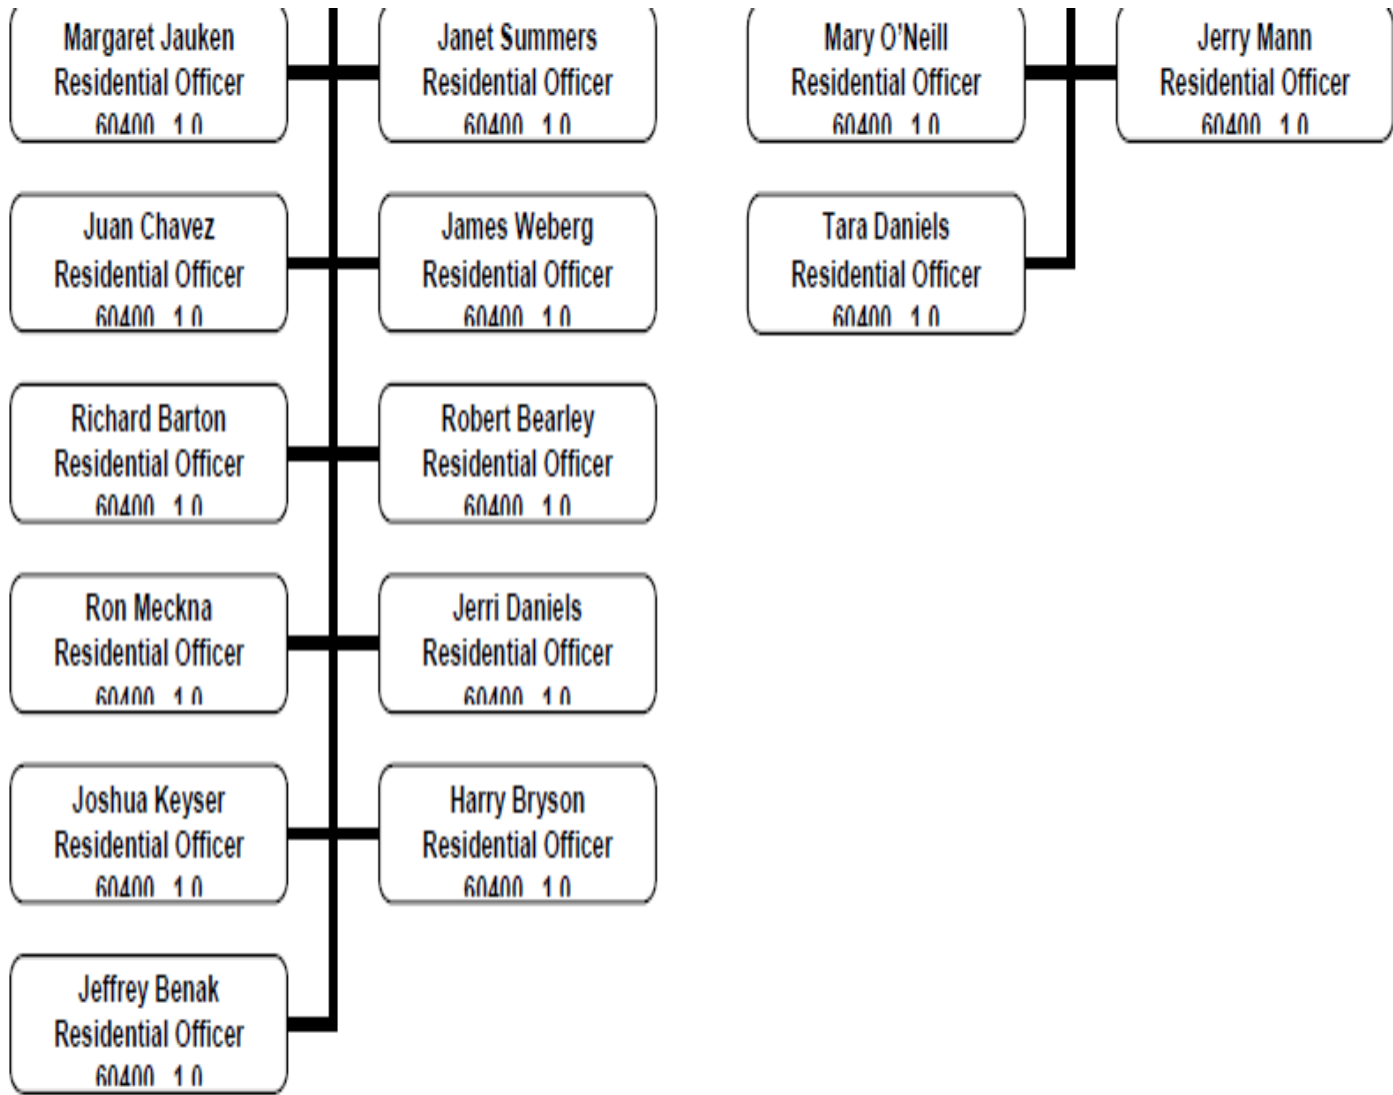 Margaret Jauken
Residential Officer
60400 1.0
Janet Summers
Residential Officer
60400 1.0
Mary O’Neill
Residential Officer
60400 1.0
Jerry Mann
Residential Officer
60400 1.0
Juan Chavez
Residential Officer
60400 1.0
James Weberg
Residential Officer
60400 1.0
Tara Daniels
Residential Officer
60400 1.0
Richard Barton
Residential Officer
60400 1.0
Robert Bearley
Residential Officer
60400 1.0
Ron Meckna
Residential Officer
60400 1.0
Jerri Daniels
Residential Officer
60400 1.0
Joshua Keyser
Residential Officer
60400 1.0
Harry Bryson
Residential Officer
60400 1.0
Jeffrey Benak
Residential Officer
60400 1.0